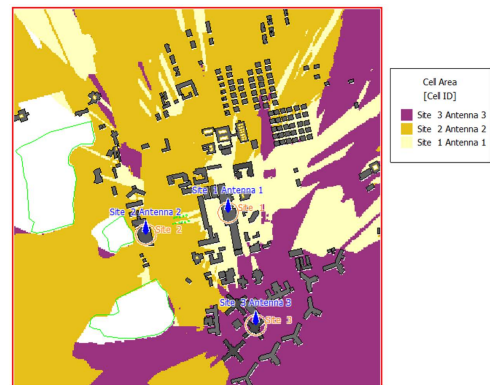 Cell Area
[Cell ID]
Site 3 Antenna 3
Site 2 Antenna 2
Site 1 Antenna 1
Site 1 Antenna 1
Site 1
Site 2 Antenna 2
Site 2
Site 3 Antenna 3
Site 3